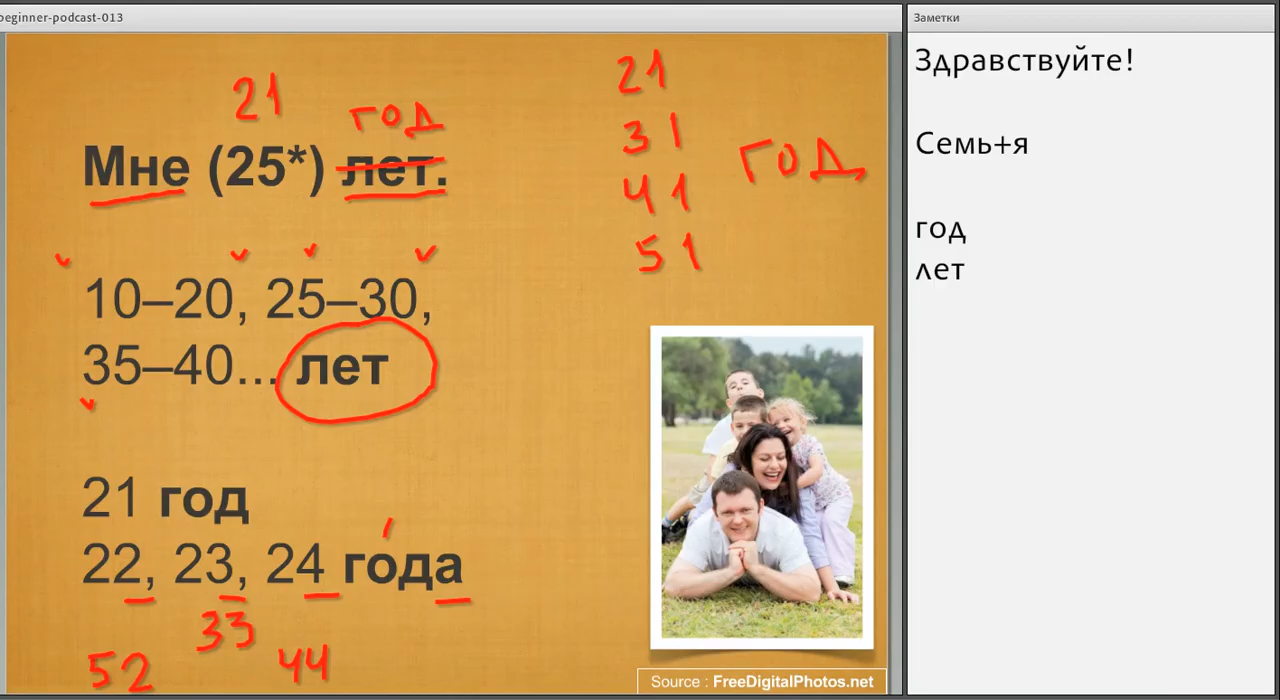 beginner-podcast-013
21
год
Мне (25*) лет.
10–20, 25–30,
35–40... лет
21 год
22, 23, 24 года
33
52
44
21
31
41
51
год
Source : FreeDigitalPhotos.net
Заметки
Здравствуйте!
Семь+я
год
лет